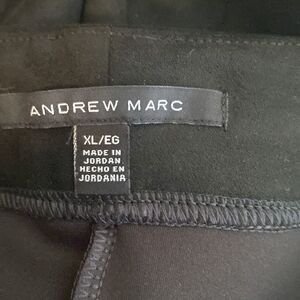 ANDREW MARC
XL/EG
MADE IN
JORDAN
HECHO EN
JORDANIA